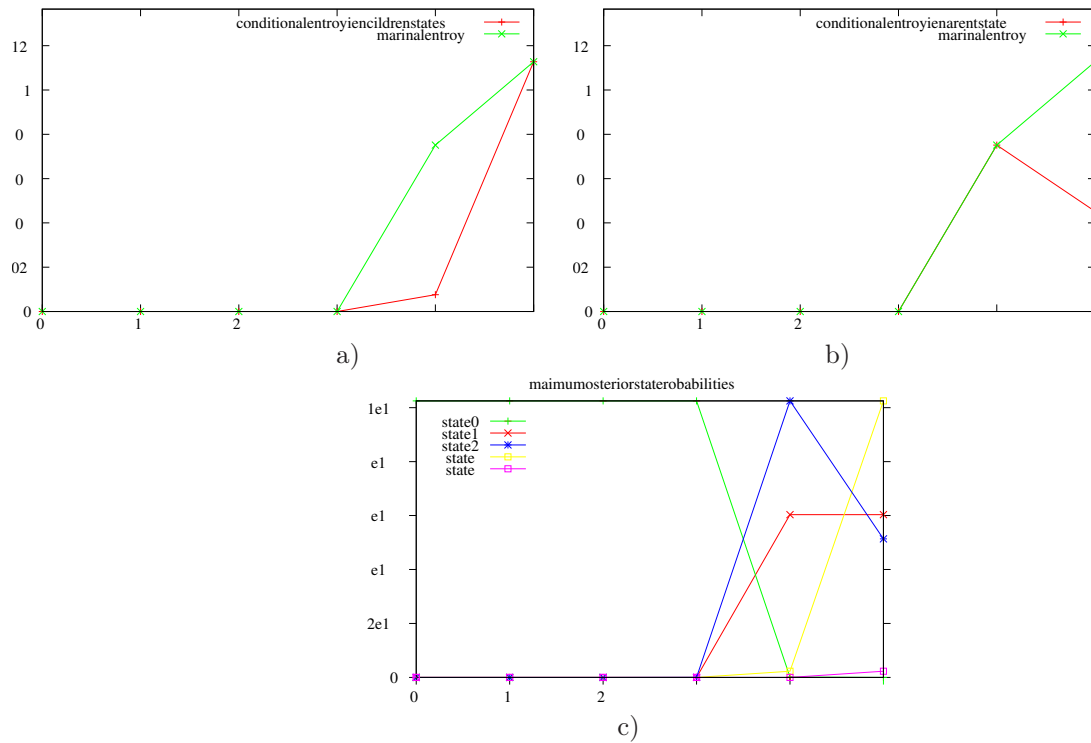 conditionalentroyiencildrenstates
marinalentroy
12
1
0
0
0
02
0
0
1
2
a)
conditionalentroyienarentstate
marinalentroy
12
1
0
0
0
02
0
0
1
2
b)
maimumosteriorstaterobabilities
state0
state1
state2
state
state
1e1
e1
e1
e1
2e1
0
0
1
2
c)